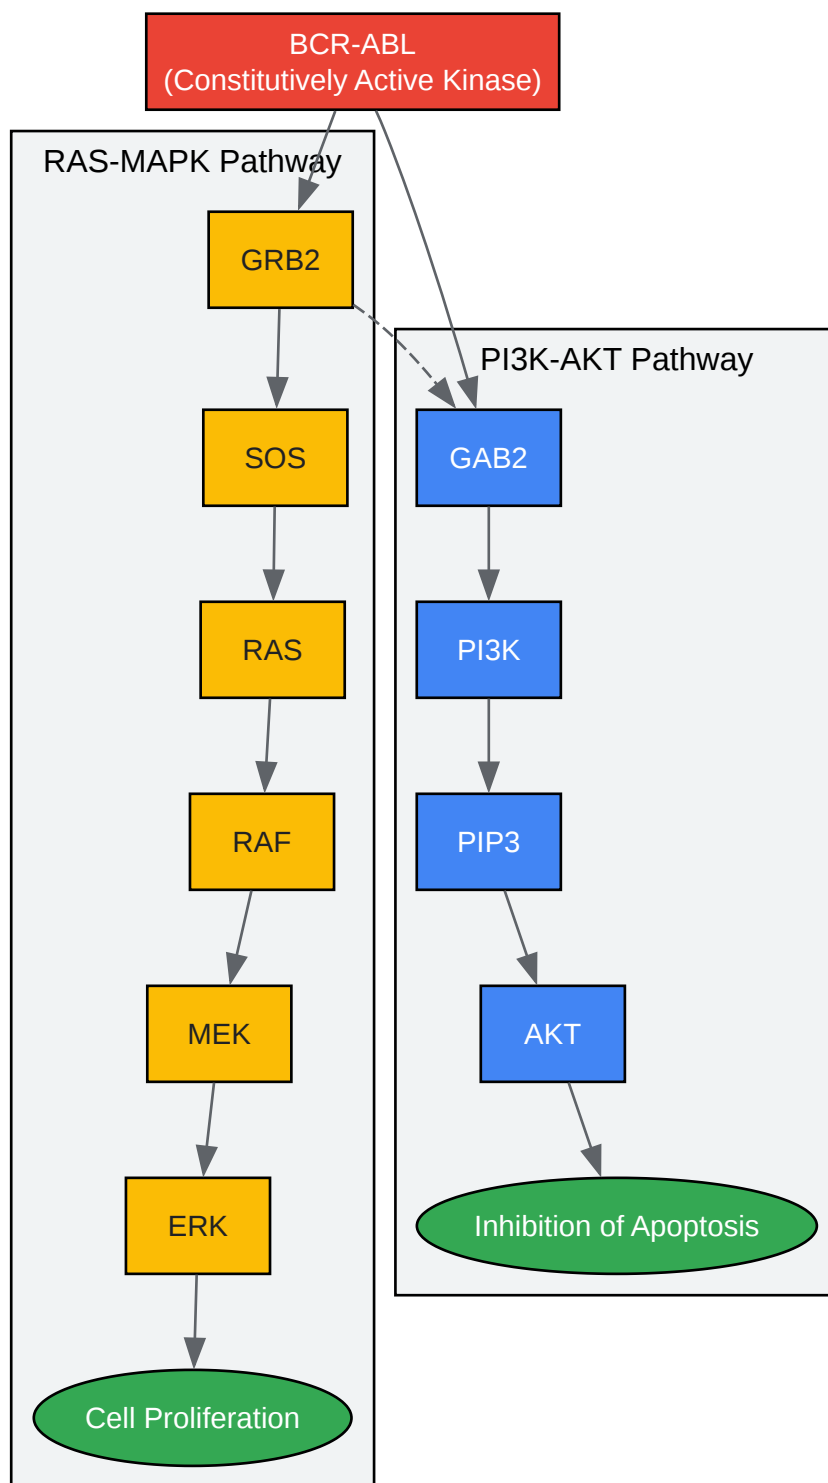 BCR-ABL
(Constitutively Active Kinase)
RAS-MAPK Pathway
GRB2
SOS
RAS
RAF
MEK
ERK
Cell Proliferation
PI3K-AKT Pathway
GAB2
PI3K
PIP3
AKT
Inhibition of Apoptosis